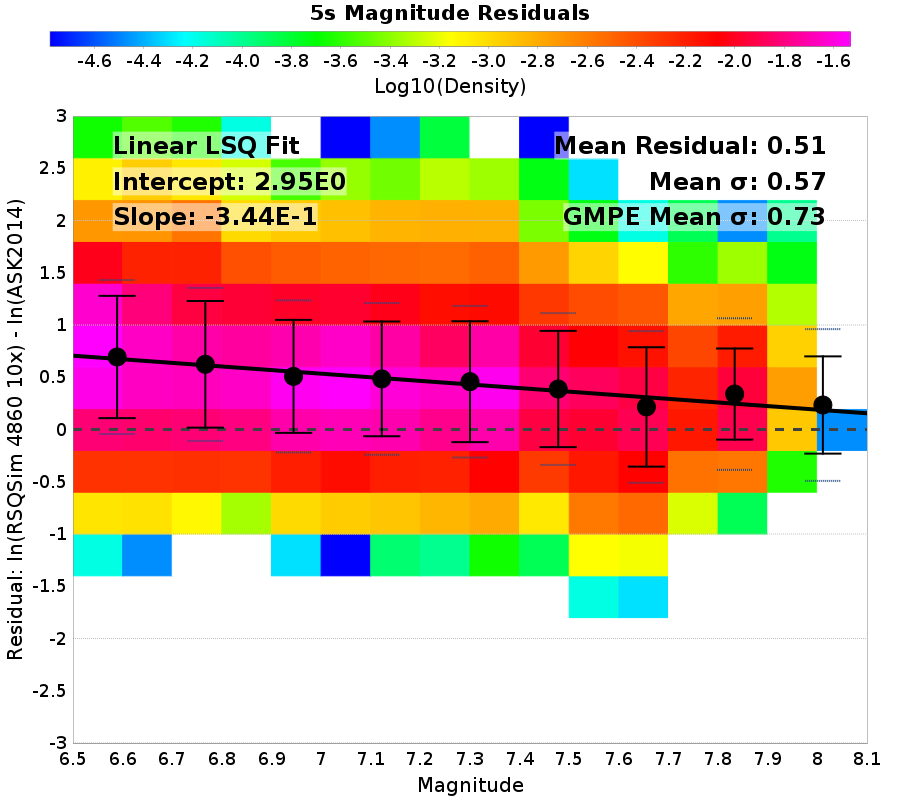 5s Magnitude Residuals
-4.6 -4.4 -4.2 -4.0 -3.8 -3.6 -3.4 -3.2 -3.0 -2.8 -2.6 -2.4 -2.2 -2.0 -1.8 -1.6
Log10(Density)
Linear LSQ Fit
Intercept: 2.95E0
Slope: -3.44E-1
Mean Residual: 0.51
Mean σ: 0.57
GMPE Mean σ: 0.73
Residual: ln(RSQSim 4860 10x) - ln(ASK2014)
3
2.5
2
1.5
1
0.5
0
-0.5
-1
-1.5
-2
-2.5
-3
6.5 6.6 6.7 6.8 6.9 7 7.1 7.2 7.3 7.4 7.5 7.6 7.7 7.8 7.9 8 8.1
Magnitude